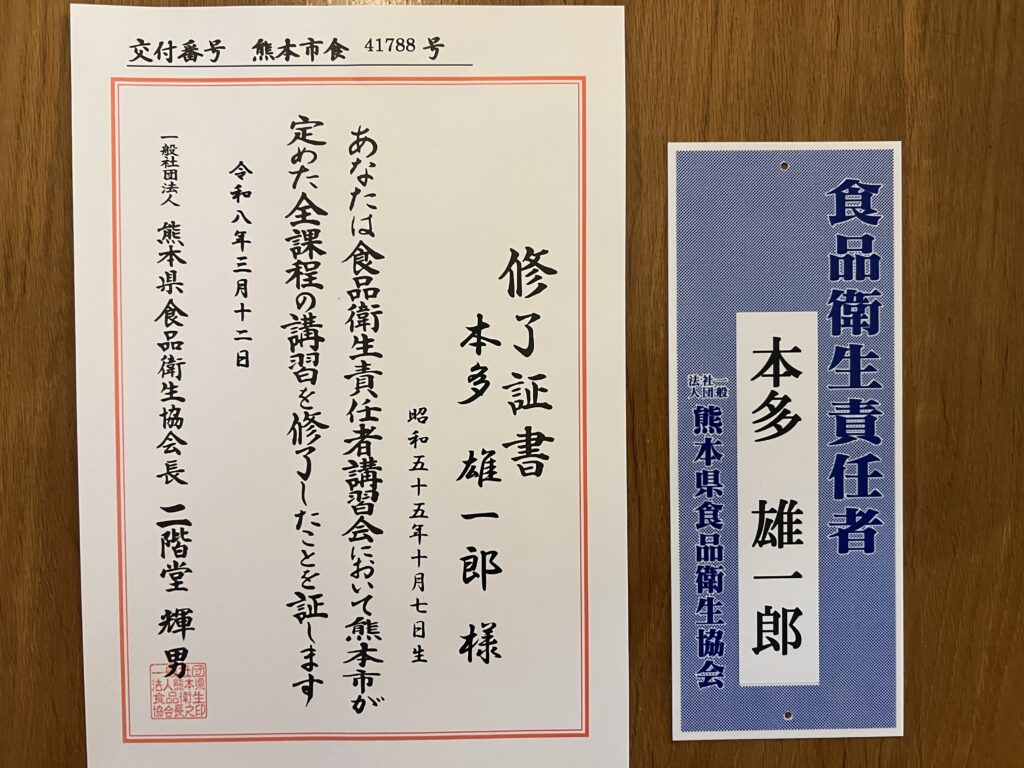 交付番号 熊本市食 41788 号
修了証書
本多 雄一郎 様
昭和五十五年十月七日生
あなたは食品衛生責任者講習会において熊本市が
定めた全課程の講習を修了したことを証します
令和八年三月十二日
一般社団法人 熊本県食品衛生協会長 二階堂 輝男
食品衛生責任者
本多 雄一郎
一般社団法人 熊本県食品衛生協会